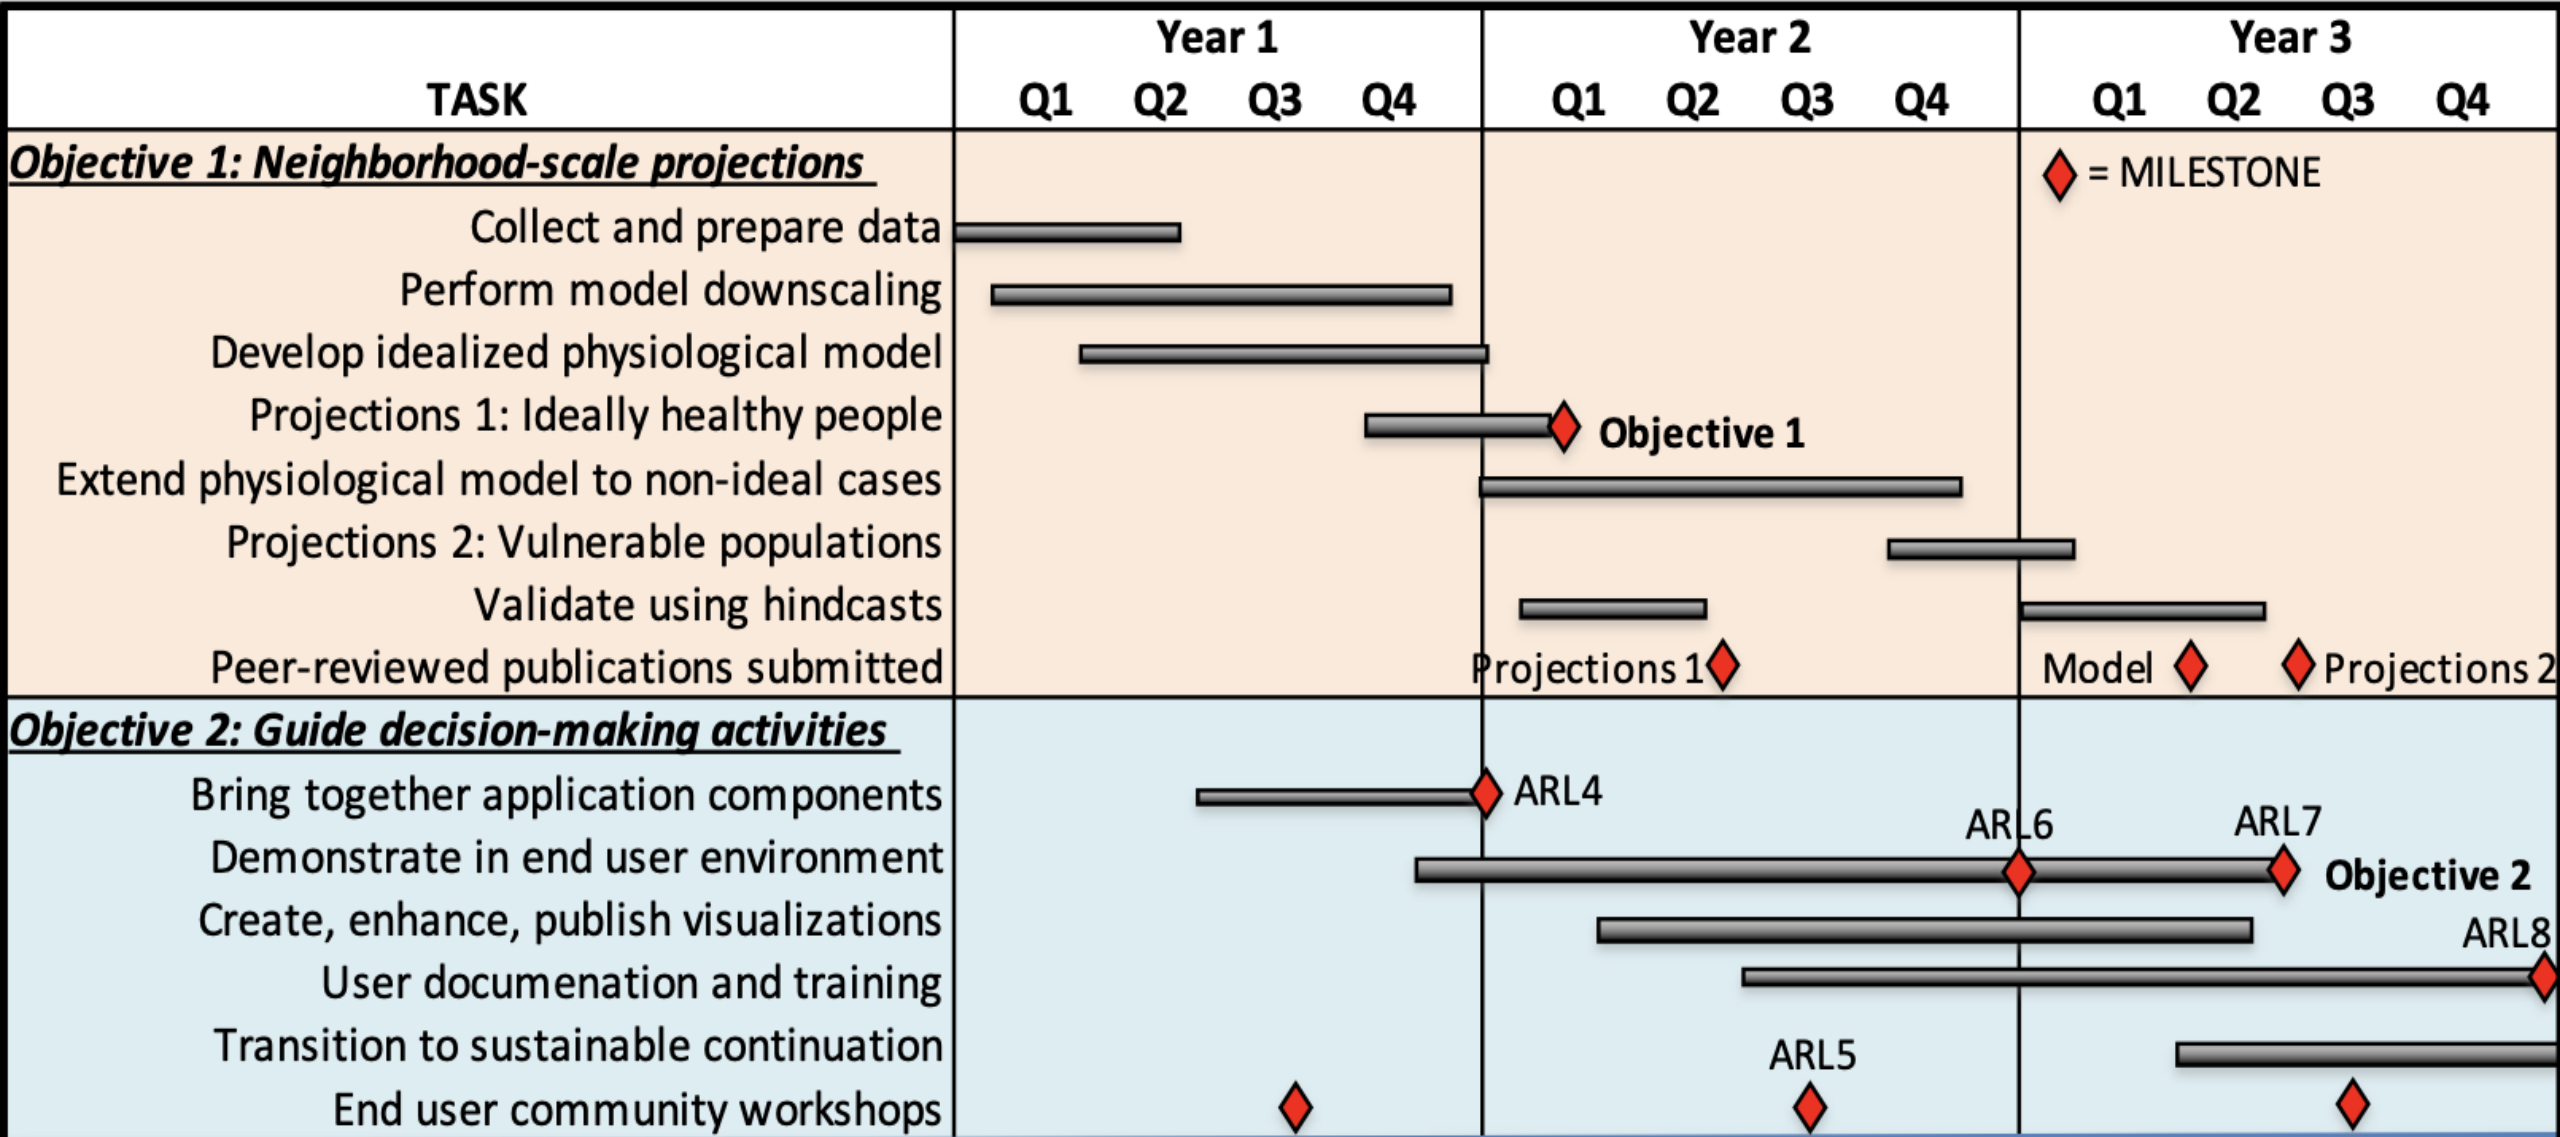 Year 1 Year 2 Year 3
TASK Q1 Q2 Q3 Q4 Q1 Q2 Q3 Q4 Q1 Q2 Q3 Q4
Objective 1: Neighborhood-scale projections
= MILESTONE
Collect and prepare data
Perform model downscaling
Develop idealized physiological model
Projections 1: Ideally healthy people Objective 1
Extend physiological model to non-ideal cases
Projections 2: Vulnerable populations
Validate using hindcasts
Peer-reviewed publications submitted Projections 1 Model Projections 2
Objective 2: Guide decision-making activities
Bring together application components ARL4
ARL6 ARL7
Demonstrate in end user environment Objective 2
Create, enhance, publish visualizations ARL8
User documenation and training
Transition to sustainable continuation ARL5
End user community workshops